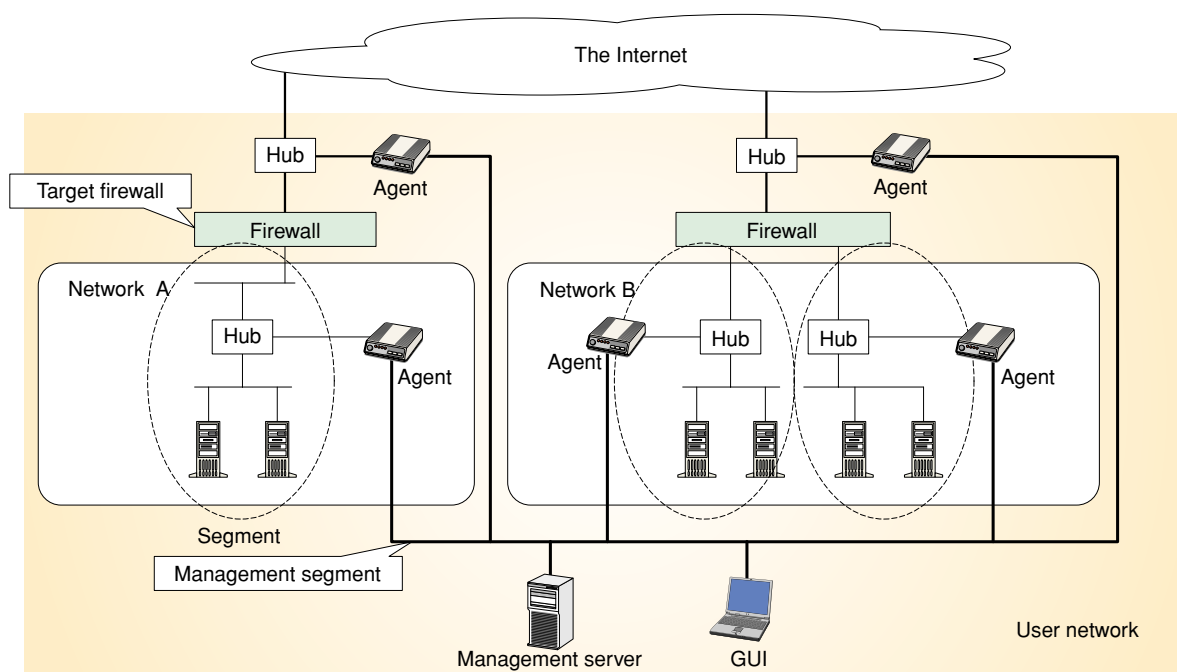 The Internet
Hub
Agent
Hub
Agent
Target firewall
Firewall
Firewall
Network A
Hub
Agent
Network B
Agent
Hub
Hub
Agent
Segment
Management segment
Management server
GUI
User network